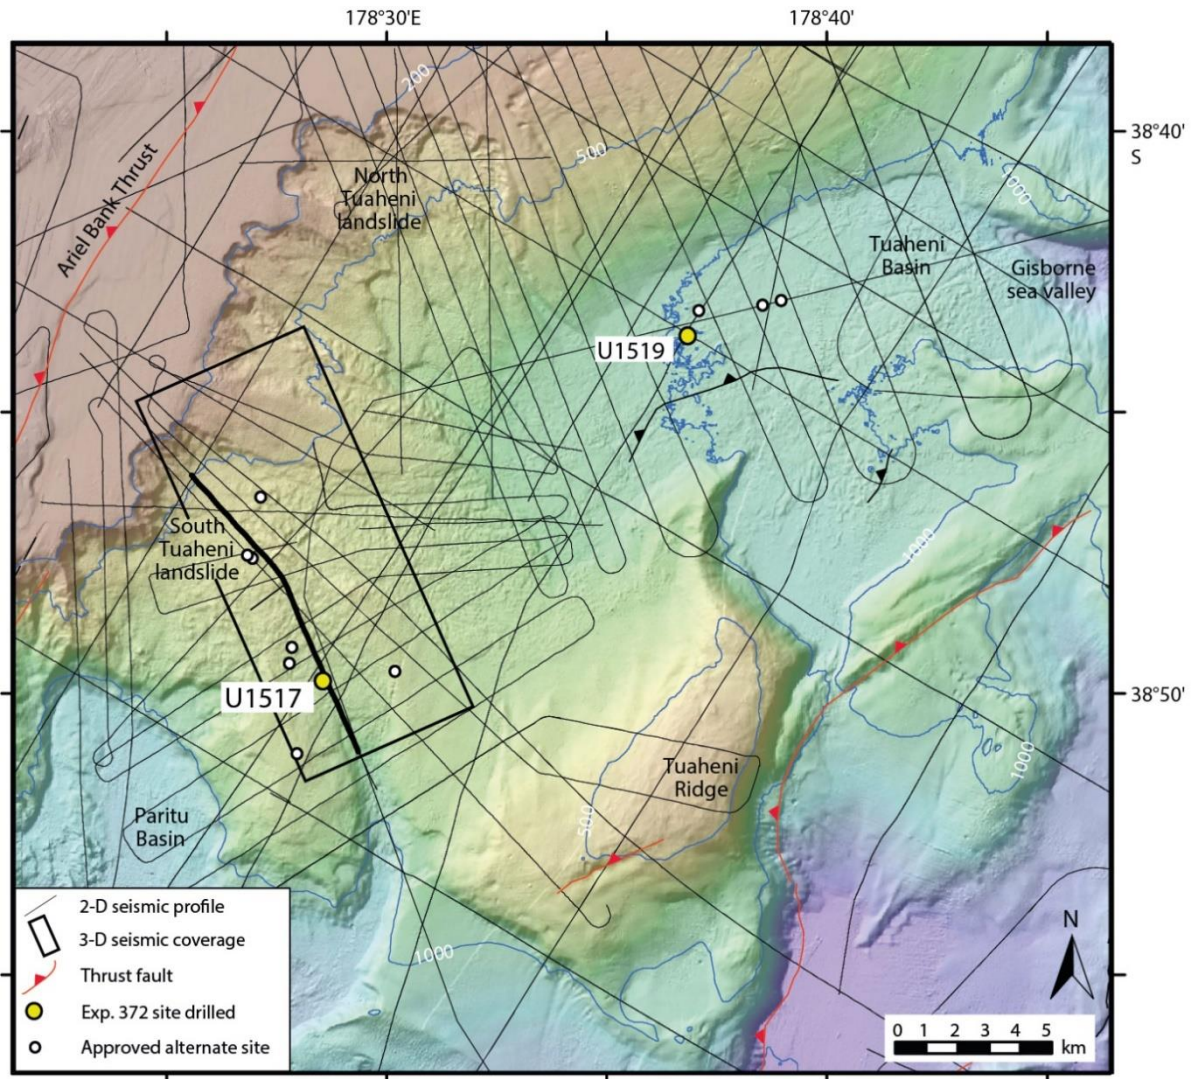 178°30'E
178°40'
38°40'
S
200
500
North
Tuaheni
landslide
Ariel Bank Thrust
1000
Tuaheni
Basin
Gisborne
sea valley
U1519
South
Tuaheni
landslide
1000
U1517
38°50'
Tuaheni
Ridge
1000
500
Paritu
Basin
1000
2-D seismic profile
3-D seismic coverage
Thrust fault
Exp. 372 site drilled
Approved alternate site
N
0 1 2 3 4 5
km